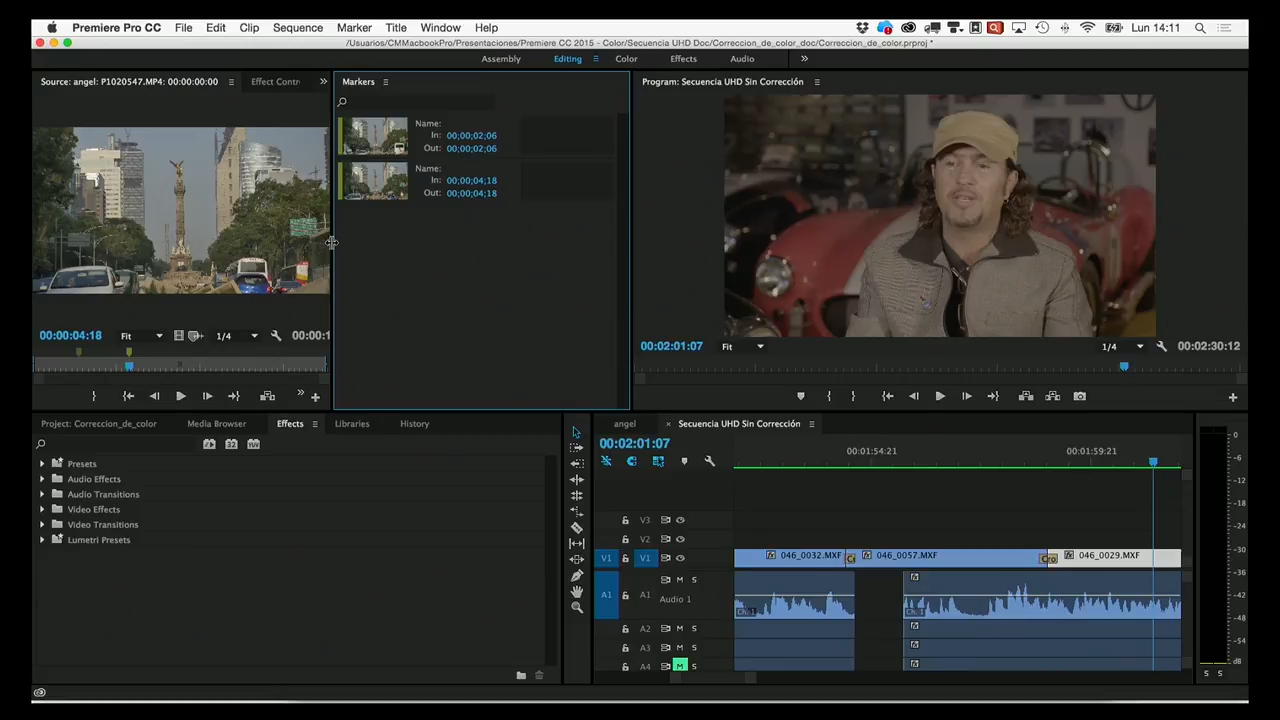 Premiere Pro CC File Edit Clip Sequence Marker Title Window Help Lun 14:11
/Usuarios/CMMacbookPro/Presentaciones/Premiere CC 2015 - Color/Secuencia UHD Doc/Correccion_de_color_doc/Correccion_de_color.prproj *
Assembly Editing Color Effects Audio
Source: angel: P1020547.MP4: 00:00:00:00 Effect Contr
Markers
Program: Secuencia UHD Sin Corrección
Name:
In: 00;00;02;06
Out: 00;00;02;06
Name:
In: 00;00;04;18
Out: 00;00;04;18
00:00:04:18 Fit 1/4 00:00:1
00:02:01:07 Fit 1/4 00:02:30:12
Project: Correccion_de_color Media Browser Effects Libraries History
Presets
Audio Effects
Audio Transitions
Video Effects
Video Transitions
Lumetri Presets
angel × Secuencia UHD Sin Corrección
00:02:01:07
00:01:54:21 00:01:59:21
V3
V2
V1 V1 046_0032.MXF 046_0057.MXF Cro 046_0029.MXF
M S
A1 A1 Audio 1
Ch. 1 Ch. 1
A2 M S
A3 M S
A4 M S
0
-6
-12
-18
-24
-30
-36
-42
-48
-54
dB
S S